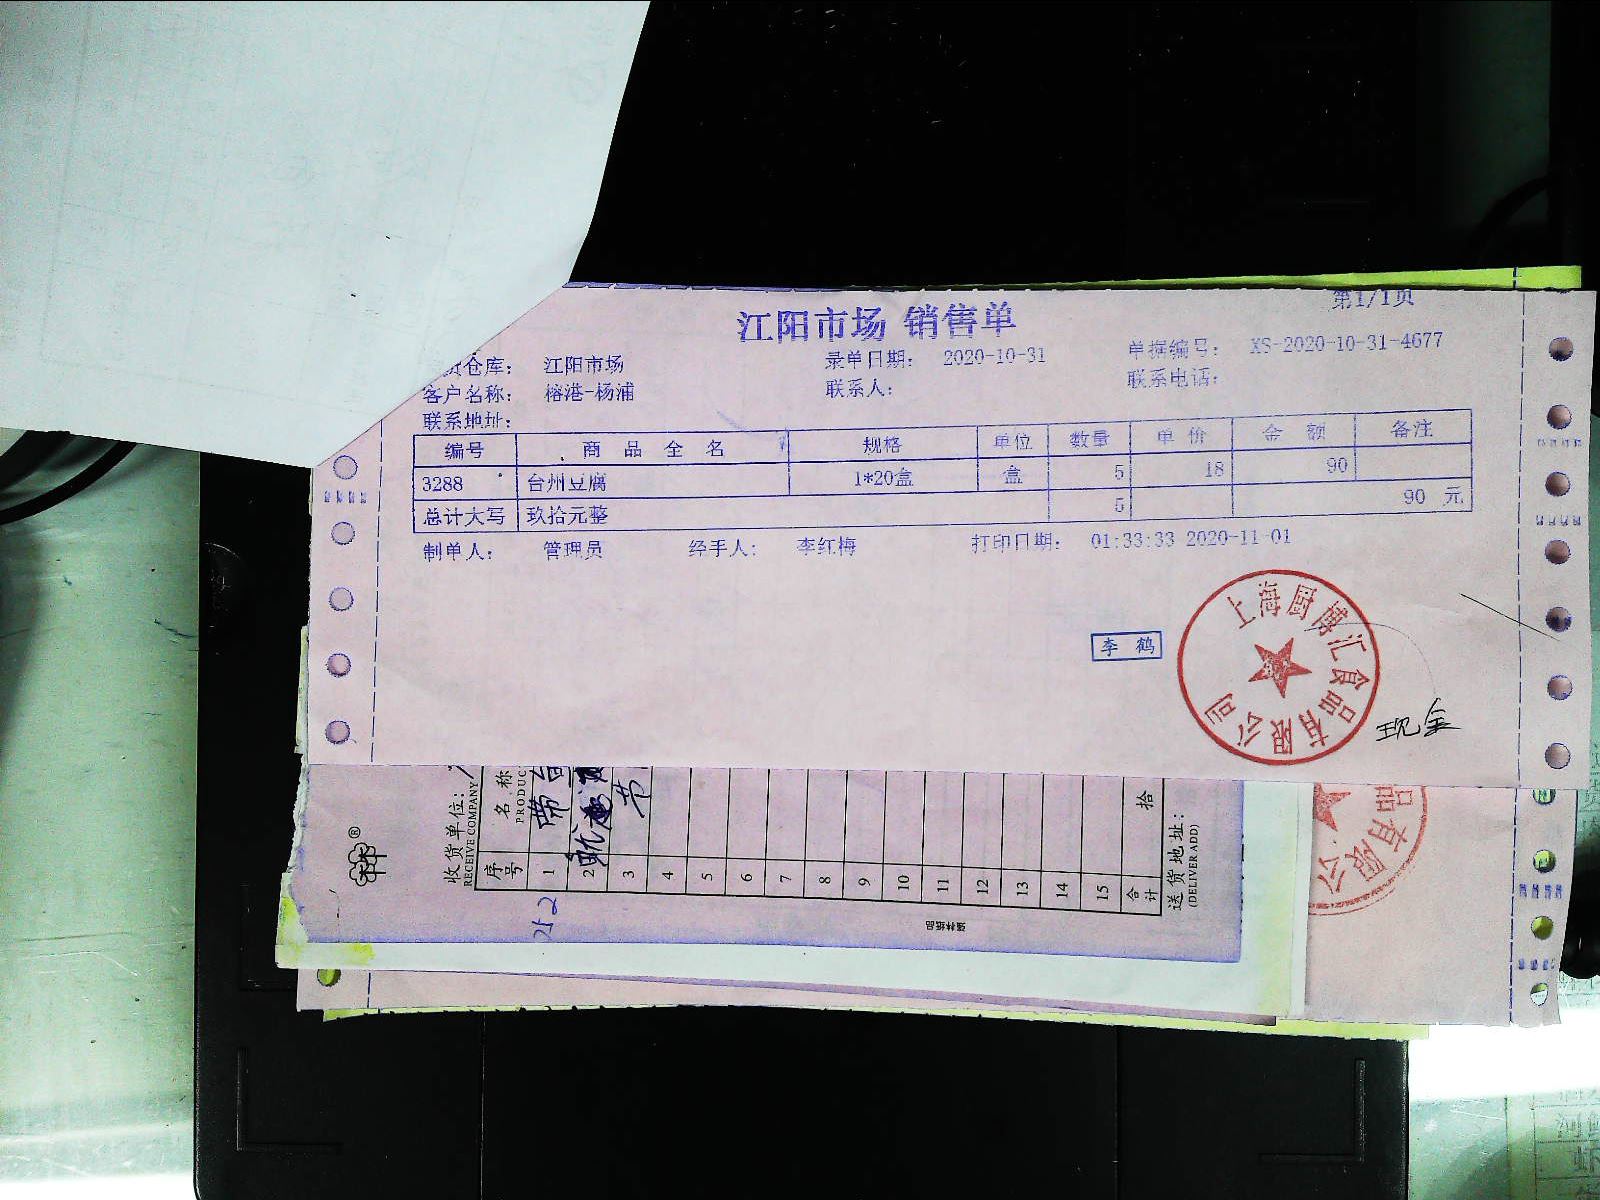 江阳市场 销售单
第1/1页
仓库： 江阳市场 录单日期： 2020-10-31 单据编号： XS-2020-10-31-4677
客户名称： 榕港-杨浦 联系人： 联系电话：
联系地址：
编号 商品全名 规格 单位 数量 单价 金额 备注
3288 台州豆腐 1*20盒 盒 5 18 90
总计大写 玖拾元整 5 90 元
制单人： 管理员 经手人： 李红梅 打印日期： 01:33:33 2020-11-01
李鹤
上海厨博汇食品有限公司
现金
收货单位：
RECEIVE COMPANY
序号 名称
PRODUC
1
2
3 节
4
5
6
7
8
9
10
11
12
13
14
15
合计 拾
送货地址：
(DELIVER ADD)
252
品有限公